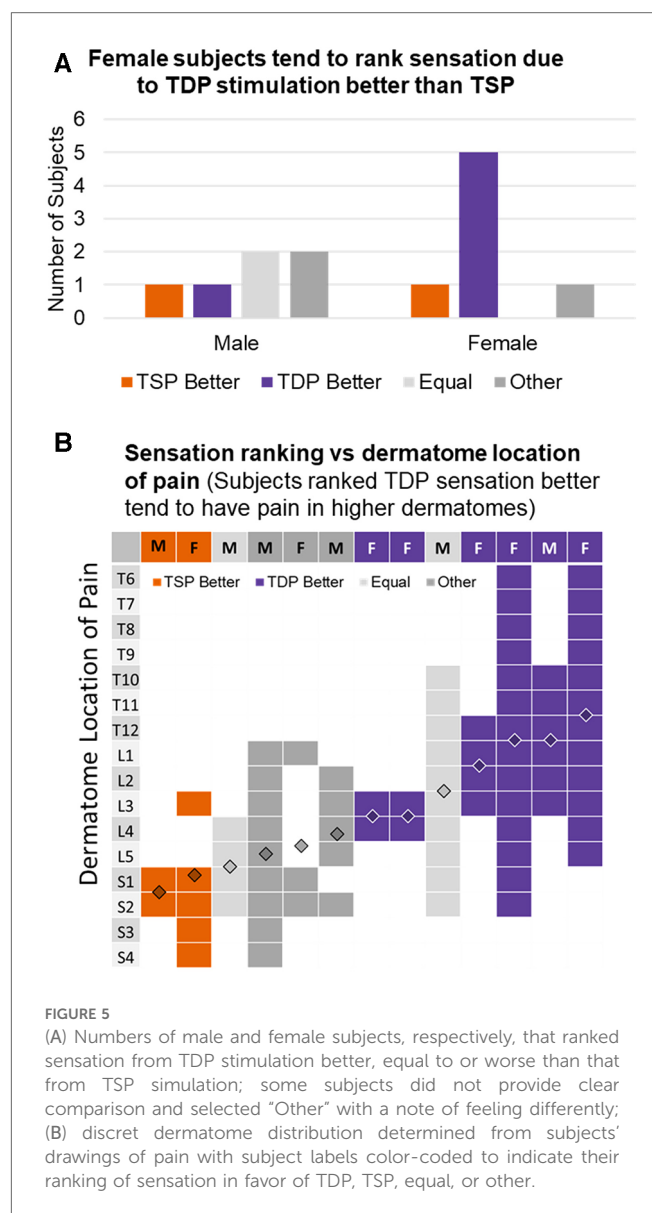 A Female subjects tend to rank sensation due
to TDP stimulation better than TSP
Number of Subjects
6
5
4
3
2
1
0
Male Female
TSP Better TDP Better Equal Other
B Sensation ranking vs dermatome location
of pain (Subjects ranked TDP sensation better
tend to have pain in higher dermatomes)
Dermatome Location of Pain
M F M M F M F F M F F M F
TSP Better TDP Better Equal Other
T6
T7
T8
T9
T10
T11
T12
L1
L2
L3
L4
L5
S1
S2
S3
S4
FIGURE 5
(A) Numbers of male and female subjects, respectively, that ranked
sensation from TDP stimulation better, equal to or worse than that
from TSP simulation; some subjects did not provide clear
comparison and selected “Other” with a note of feeling differently;
(B) discret dermatome distribution determined from subjects’
drawings of pain with subject labels color-coded to indicate their
ranking of sensation in favor of TDP, TSP, equal, or other.